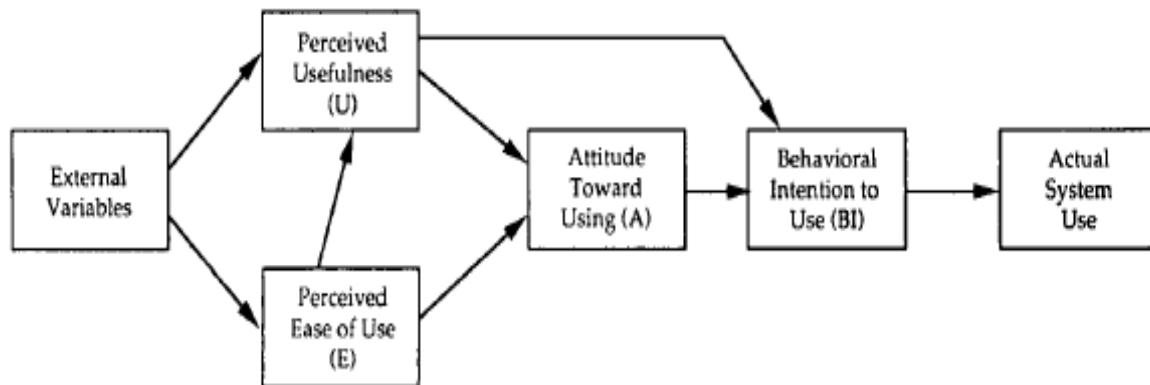 External
Variables
Perceived
Usefulness
(U)
Perceived
Ease of Use
(E)
Attitude
Toward
Using (A)
Behavioral
Intention to
Use (BI)
Actual
System
Use